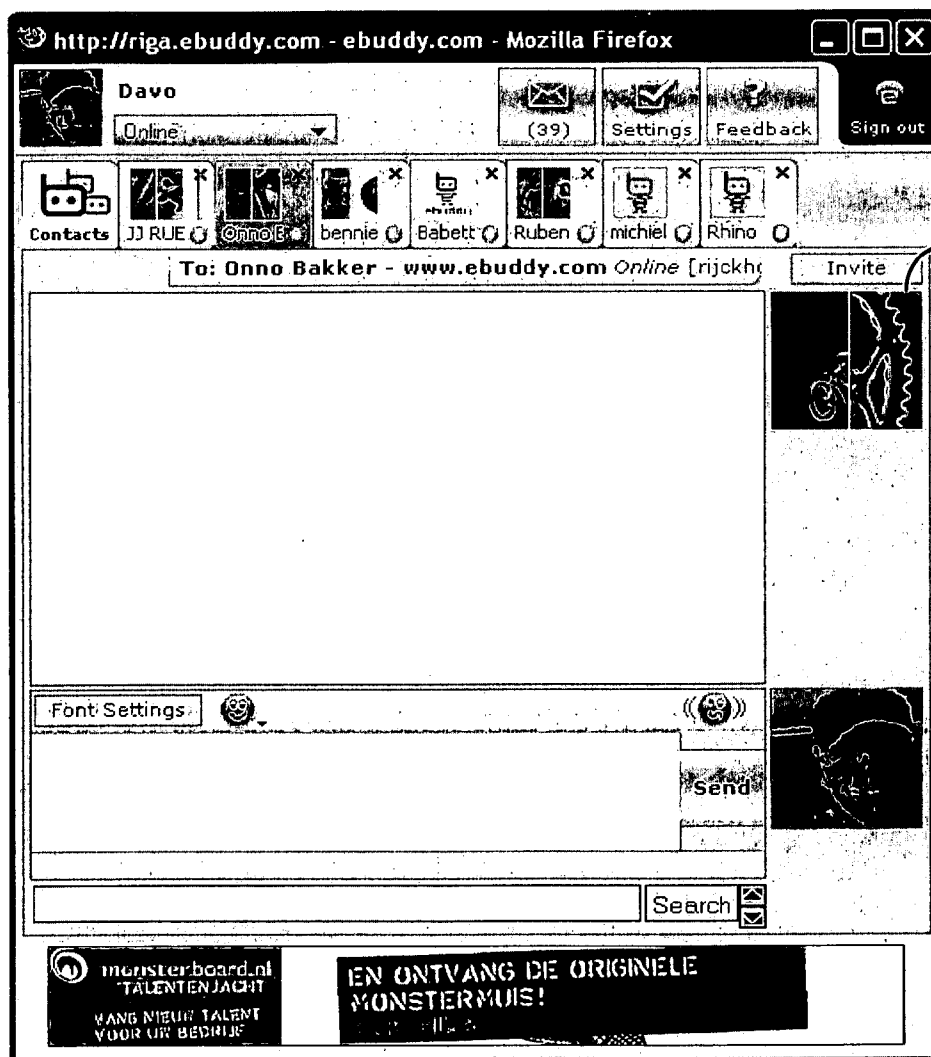 http://riga.ebuddy.com - ebuddy.com - Mozilla Firefox
Davo
Online
(39)
Settings
Feedback
Sign out
Contacts
JJ RIJE
Onno B
bennie
Babett
Ruben
michiel
Rhino
To: Onno Bakker - www.ebuddy.com Online [rijckh
Invite
Font Settings
Send
Search
monsterboard.nl
TALENTENJACHT
VANG NIEUW TALENT
VOOR UW BEDRIJF
EN ONTVANG DE ORIGINELE
MONSTERMUIS!